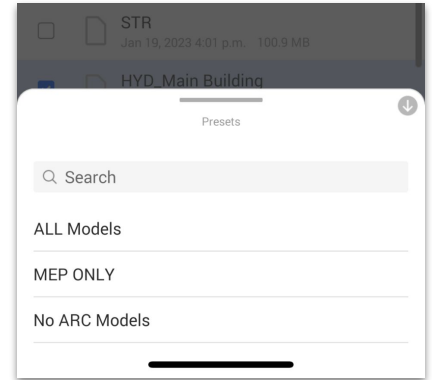 STR
Jan 19, 2023 4:01 p.m. 100.9 MB
HYD_Main Building
Presets
Search
ALL Models
MEP ONLY
No ARC Models